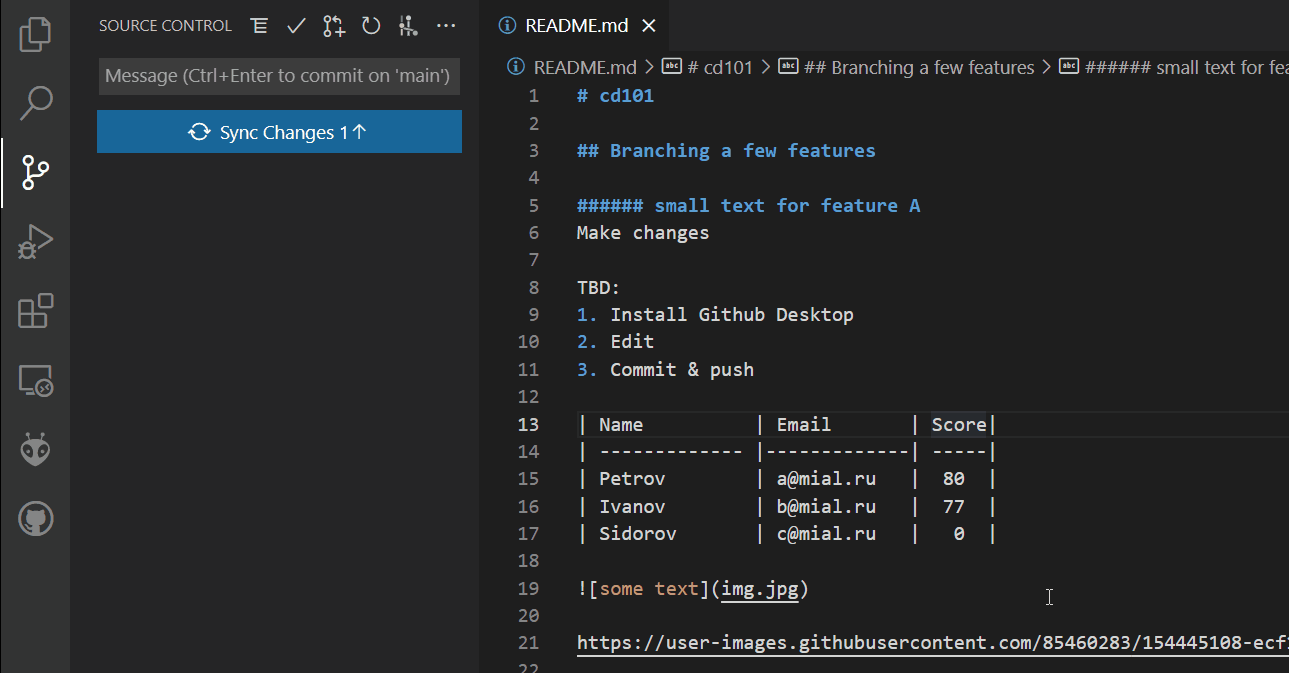 SOURCE CONTROL
Message (Ctrl+Enter to commit on 'main')
Sync Changes 1↑
README.md
README.md > # cd101 > ## Branching a few features > ###### small text for fea
1 # cd101
2
3 ## Branching a few features
4
5 ###### small text for feature A
6 Make changes
7
8 TBD:
9 1. Install Github Desktop
10 2. Edit
11 3. Commit & push
12
13 | Name          | Email       | Score|
14 | ------------- |-------------| -----|
15 | Petrov        | a@mial.ru   |  80  |
16 | Ivanov        | b@mial.ru   |  77  |
17 | Sidorov       | c@mial.ru   |   0  |
18
19 ![some text](img.jpg)
20
21 https://user-images.githubusercontent.com/85460283/154445108-ecf
22